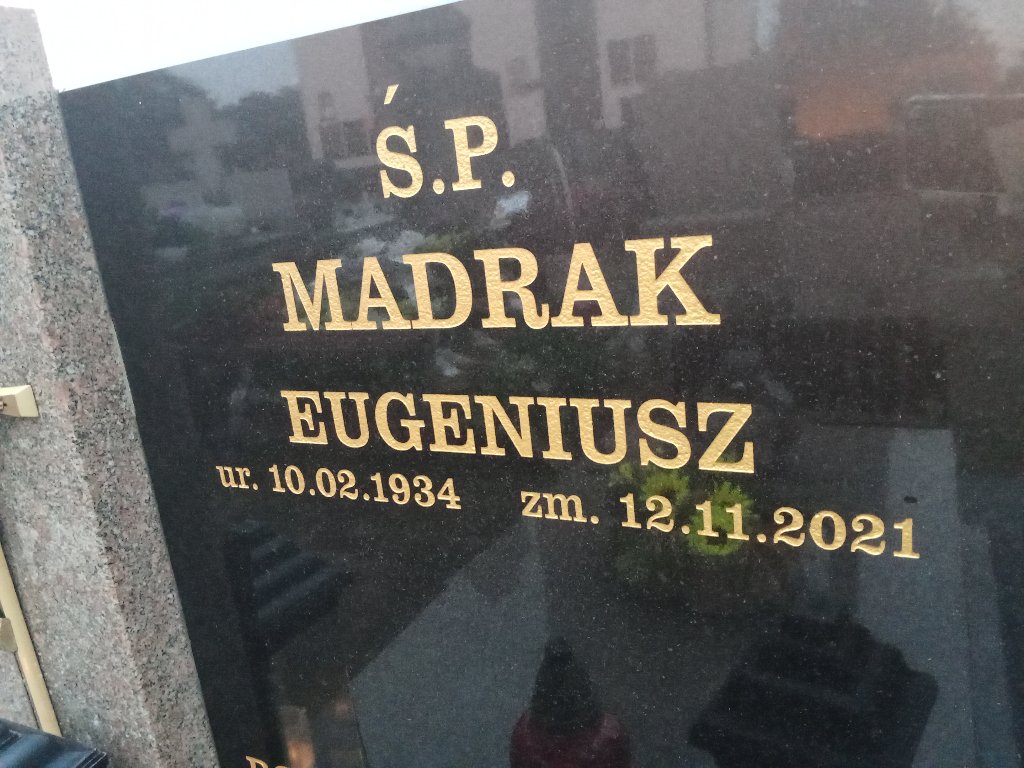 Ś.P.
MADRAK
EUGENIUSZ
ur. 10.02.1934 zm. 12.11.2021